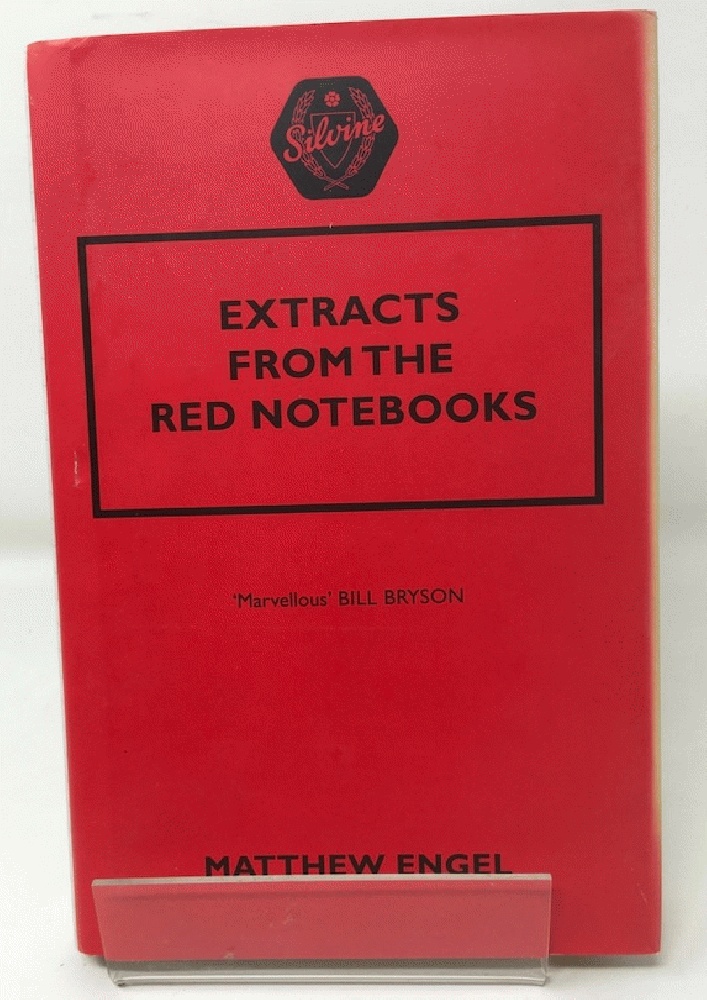 Silvine
EXTRACTS
FROM THE
RED NOTEBOOKS
'Marvellous' BILL BRYSON
MATTHEW ENGEL